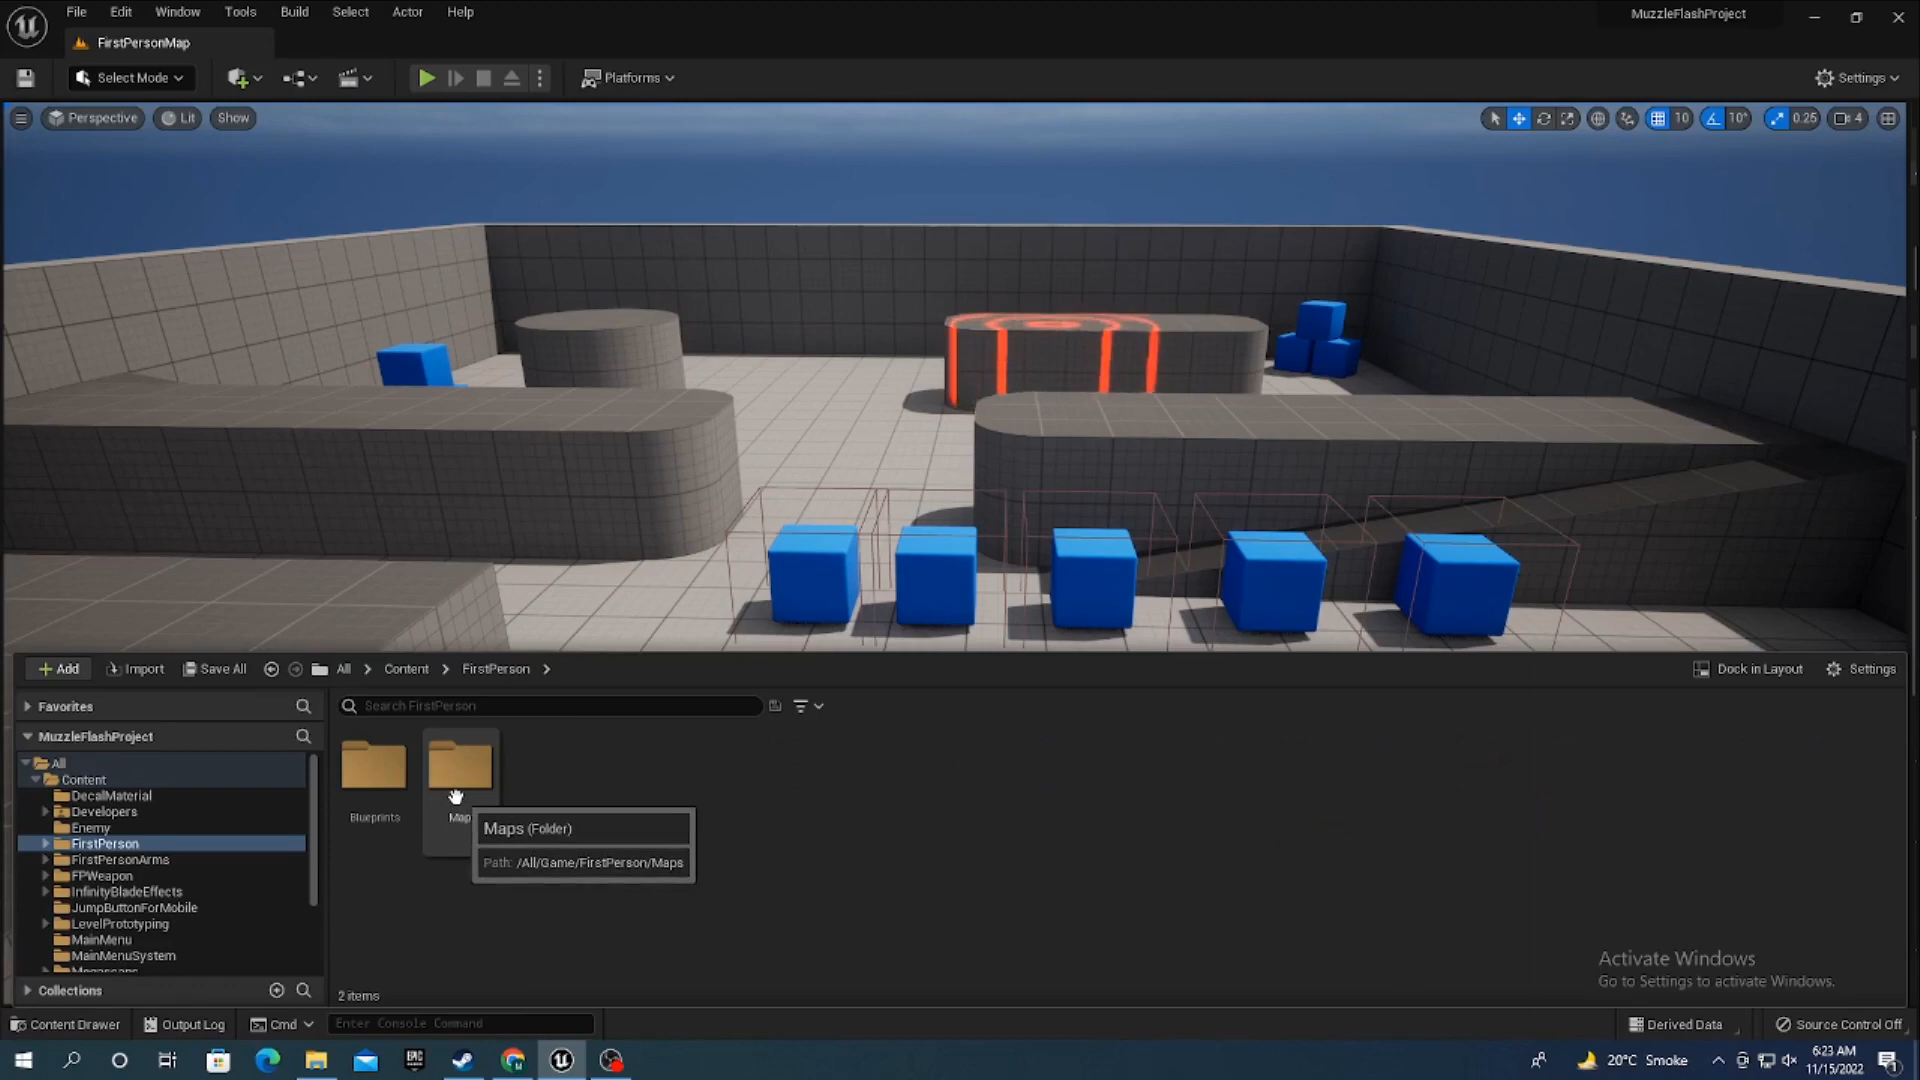 File Edit Window Tools Build Select Actor Help
MuzzleFlashProject
FirstPersonMap
Select Mode
Platforms
Settings
Perspective Lit Show
10 10° 0.25 4
Add Import Save All All Content FirstPerson
Dock in Layout Settings
Favorites
Search FirstPerson
MuzzleFlashProject
All
Content
DecalMaterial
Developers
Enemy
FirstPerson
FirstPersonArms
FPWeapon
InfinityBladeEffects
JumpButtonForMobile
LevelPrototyping
MainMenu
MainMenuSystem
Megascans
Blueprints
Map
Maps (Folder)
Path: /All/Game/FirstPerson/Maps
Activate Windows
Go to Settings to activate Windows.
Collections
2 items
Content Drawer Output Log Cmd Enter Console Command
Derived Data Source Control Off
20°C Smoke
6:23 AM
11/15/2022
1